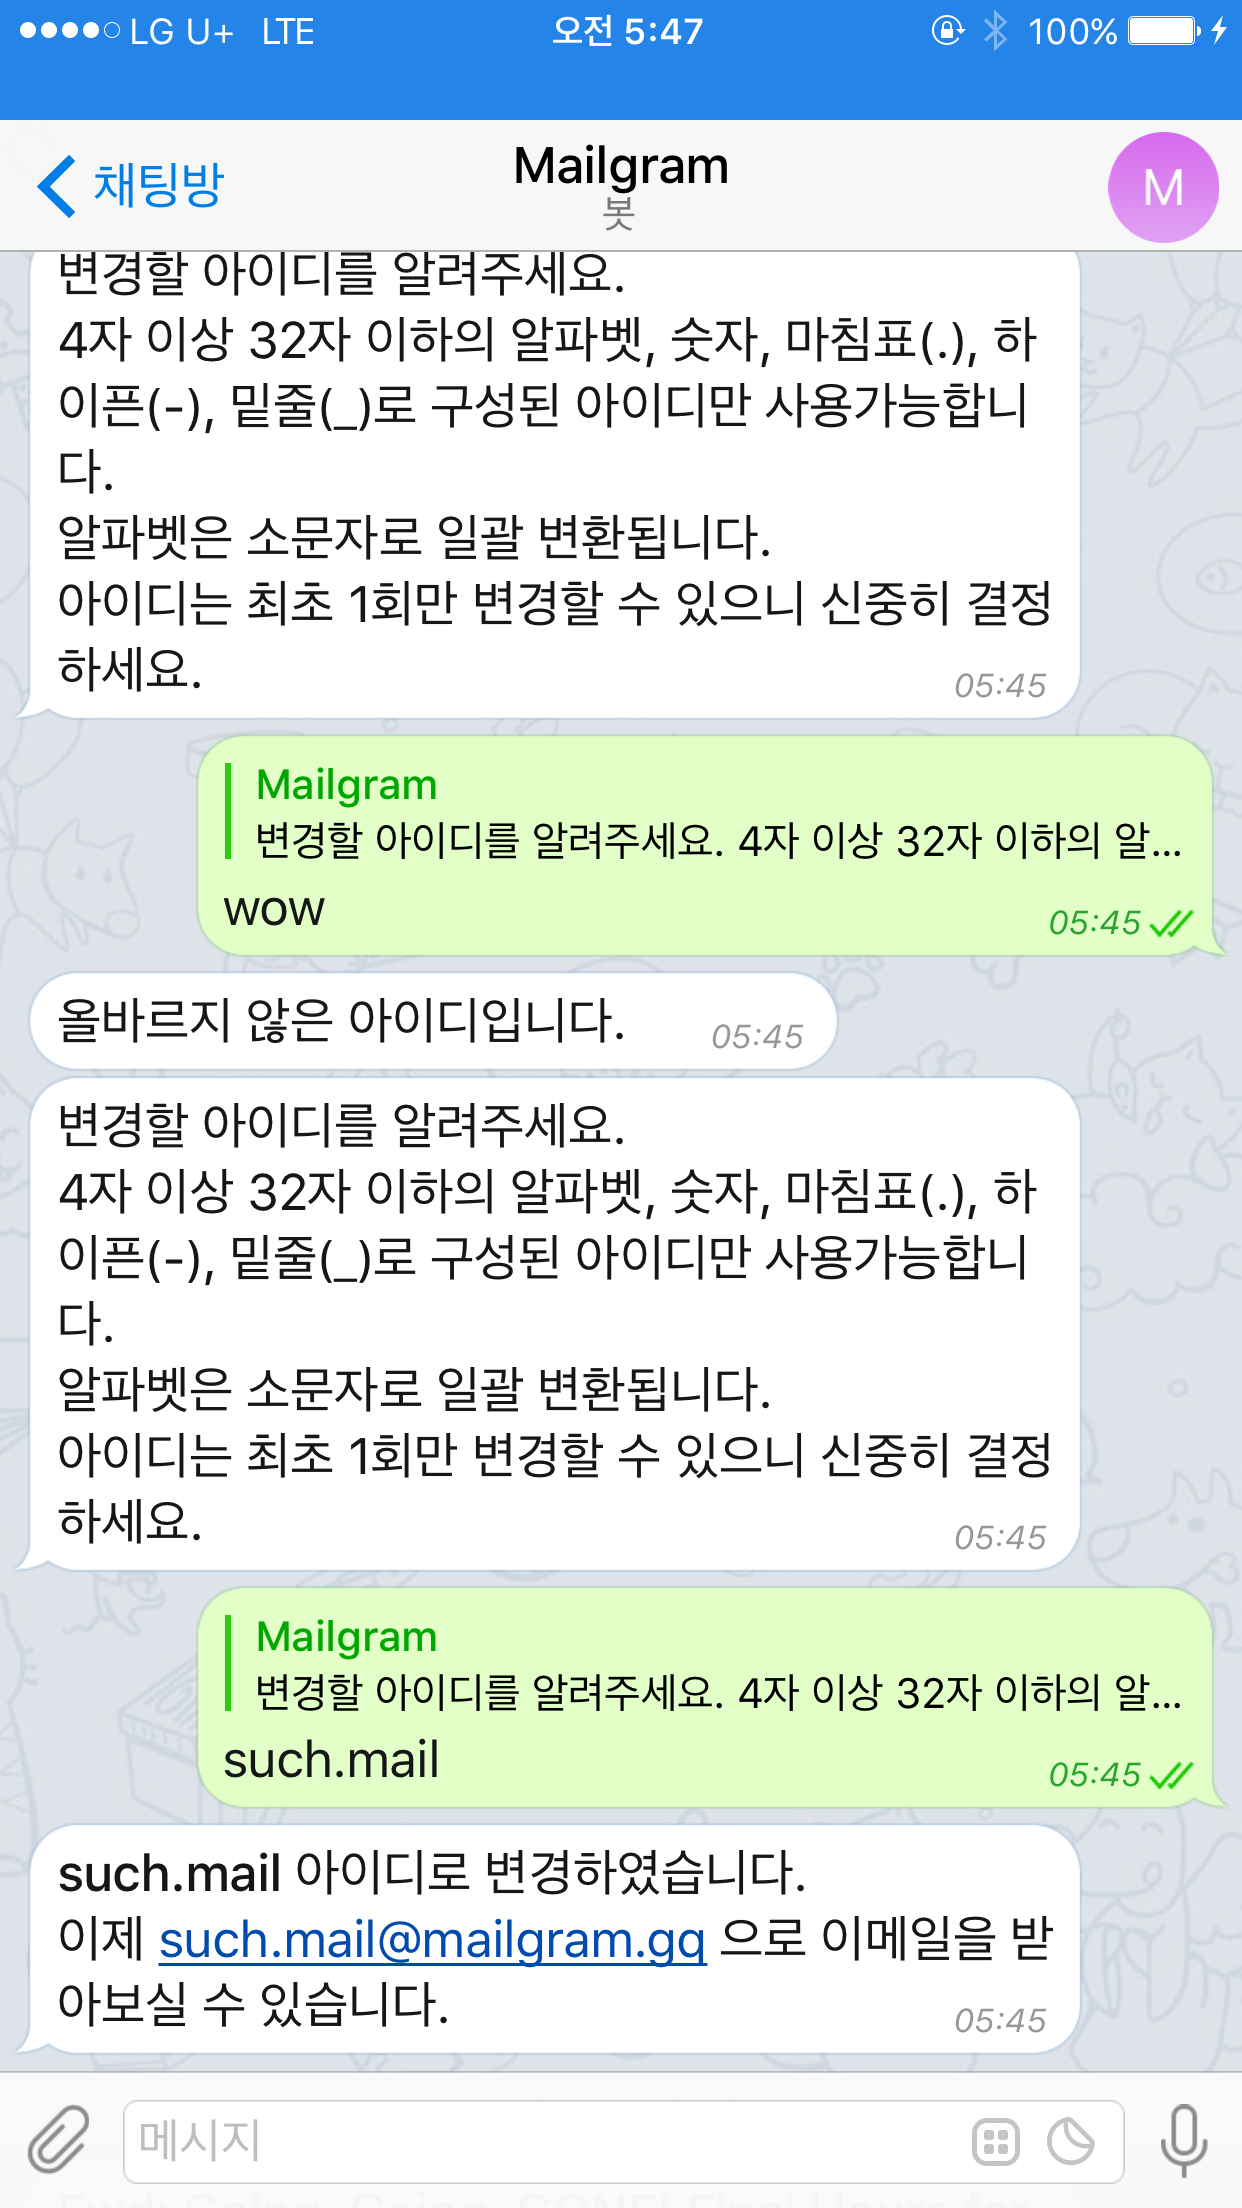 LG U+ LTE 오전 5:47 100%
채팅방 Mailgram M
봇
변경할 아이디를 알려주세요.
4자 이상 32자 이하의 알파벳, 숫자, 마침표(.), 하
이픈(-), 밑줄(_)로 구성된 아이디만 사용가능합니
다.
알파벳은 소문자로 일괄 변환됩니다.
아이디는 최초 1회만 변경할 수 있으니 신중히 결정
하세요. 05:45
Mailgram
변경할 아이디를 알려주세요. 4자 이상 32자 이하의 알...
wow 05:45
올바르지 않은 아이디입니다. 05:45
변경할 아이디를 알려주세요.
4자 이상 32자 이하의 알파벳, 숫자, 마침표(.), 하
이픈(-), 밑줄(_)로 구성된 아이디만 사용가능합니
다.
알파벳은 소문자로 일괄 변환됩니다.
아이디는 최초 1회만 변경할 수 있으니 신중히 결정
하세요. 05:45
Mailgram
변경할 아이디를 알려주세요. 4자 이상 32자 이하의 알...
such.mail 05:45
such.mail 아이디로 변경하였습니다.
이제 such.mail@mailgram.gq 으로 이메일을 받
아보실 수 있습니다. 05:45
메시지